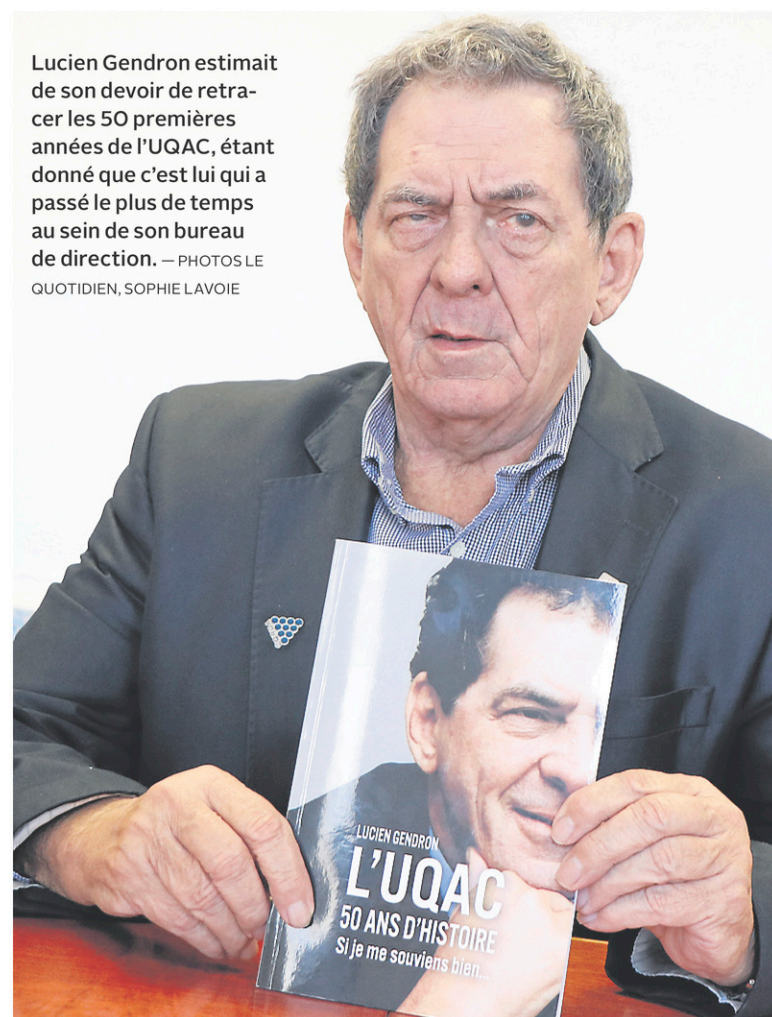 Lucien Gendron estimait
de son devoir de retra-
cer les 50 premières
années de l'UQAC, étant
donné que c'est lui qui a
passé le plus de temps
au sein de son bureau
de direction. — PHOTOS LE
QUOTIDIEN, SOPHIE LAVOIE
LUCIEN GENDRON
L'UQAC
50 ANS D'HISTOIRE
Si je me souviens bien...